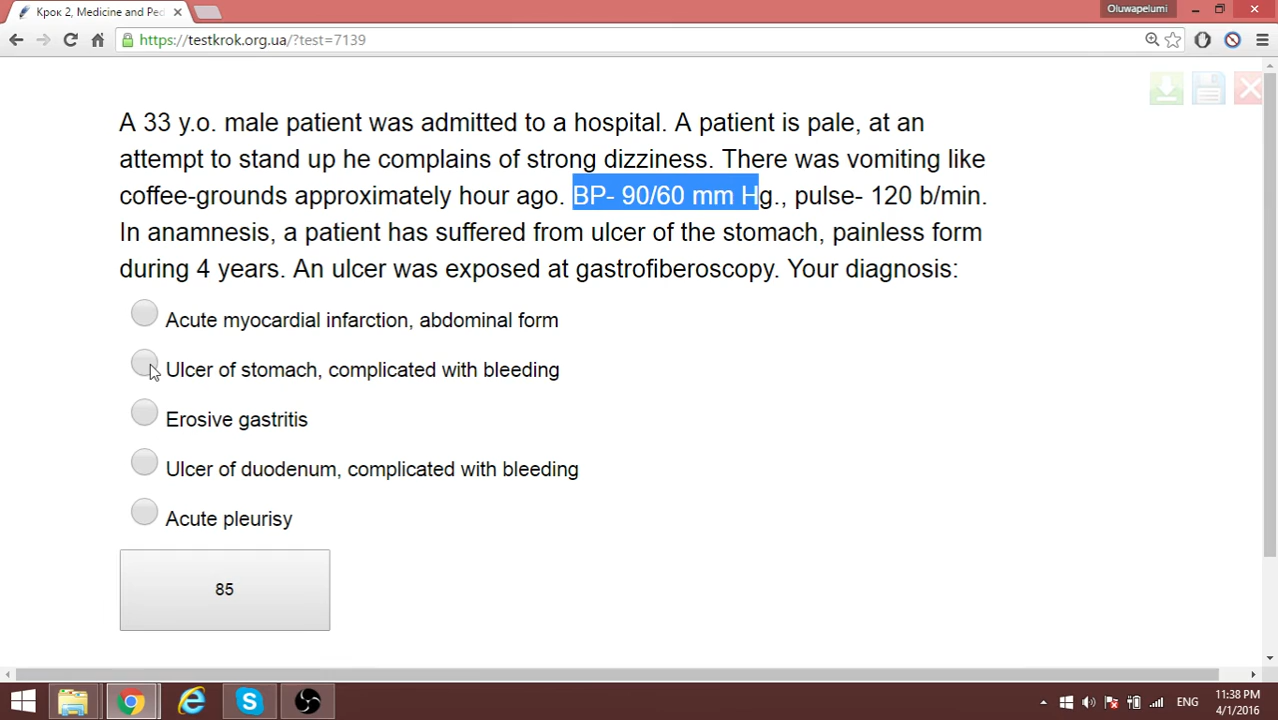 Крок 2, Medicine and Ped
Oluwapelumi
https://testkrok.org.ua/?test=7139
A 33 y.o. male patient was admitted to a hospital. A patient is pale, at an
attempt to stand up he complains of strong dizziness. There was vomiting like
coffee-grounds approximately hour ago. BP- 90/60 mm Hg., pulse- 120 b/min.
In anamnesis, a patient has suffered from ulcer of the stomach, painless form
during 4 years. An ulcer was exposed at gastrofiberoscopy. Your diagnosis:
Acute myocardial infarction, abdominal form
Ulcer of stomach, complicated with bleeding
Erosive gastritis
Ulcer of duodenum, complicated with bleeding
Acute pleurisy
85
ENG
11:38 PM
4/1/2016